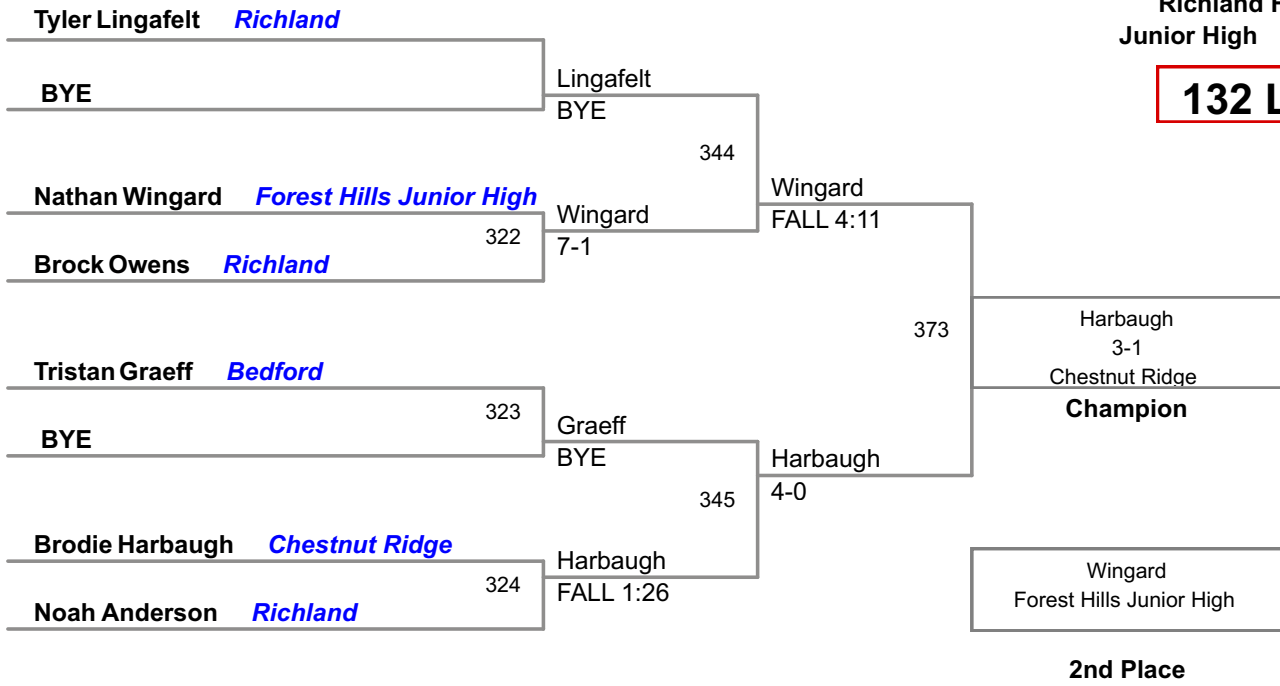 Richland
Junior High
132
Tyler Lingafelt Richland
BYE
Lingafelt
BYE
344
Nathan Wingard Forest Hills Junior High
322
Brock Owens Richland
Wingard
7-1
Wingard
FALL 4:11
373
Harbaugh
3-1
Chestnut Ridge
Champion
Tristan Graeff Bedford
323
BYE
Graeff
BYE
345
Harbaugh
4-0
Brodie Harbaugh Chestnut Ridge
324
Noah Anderson Richland
Harbaugh
FALL 1:26
Wingard
Forest Hills Junior High
2nd Place